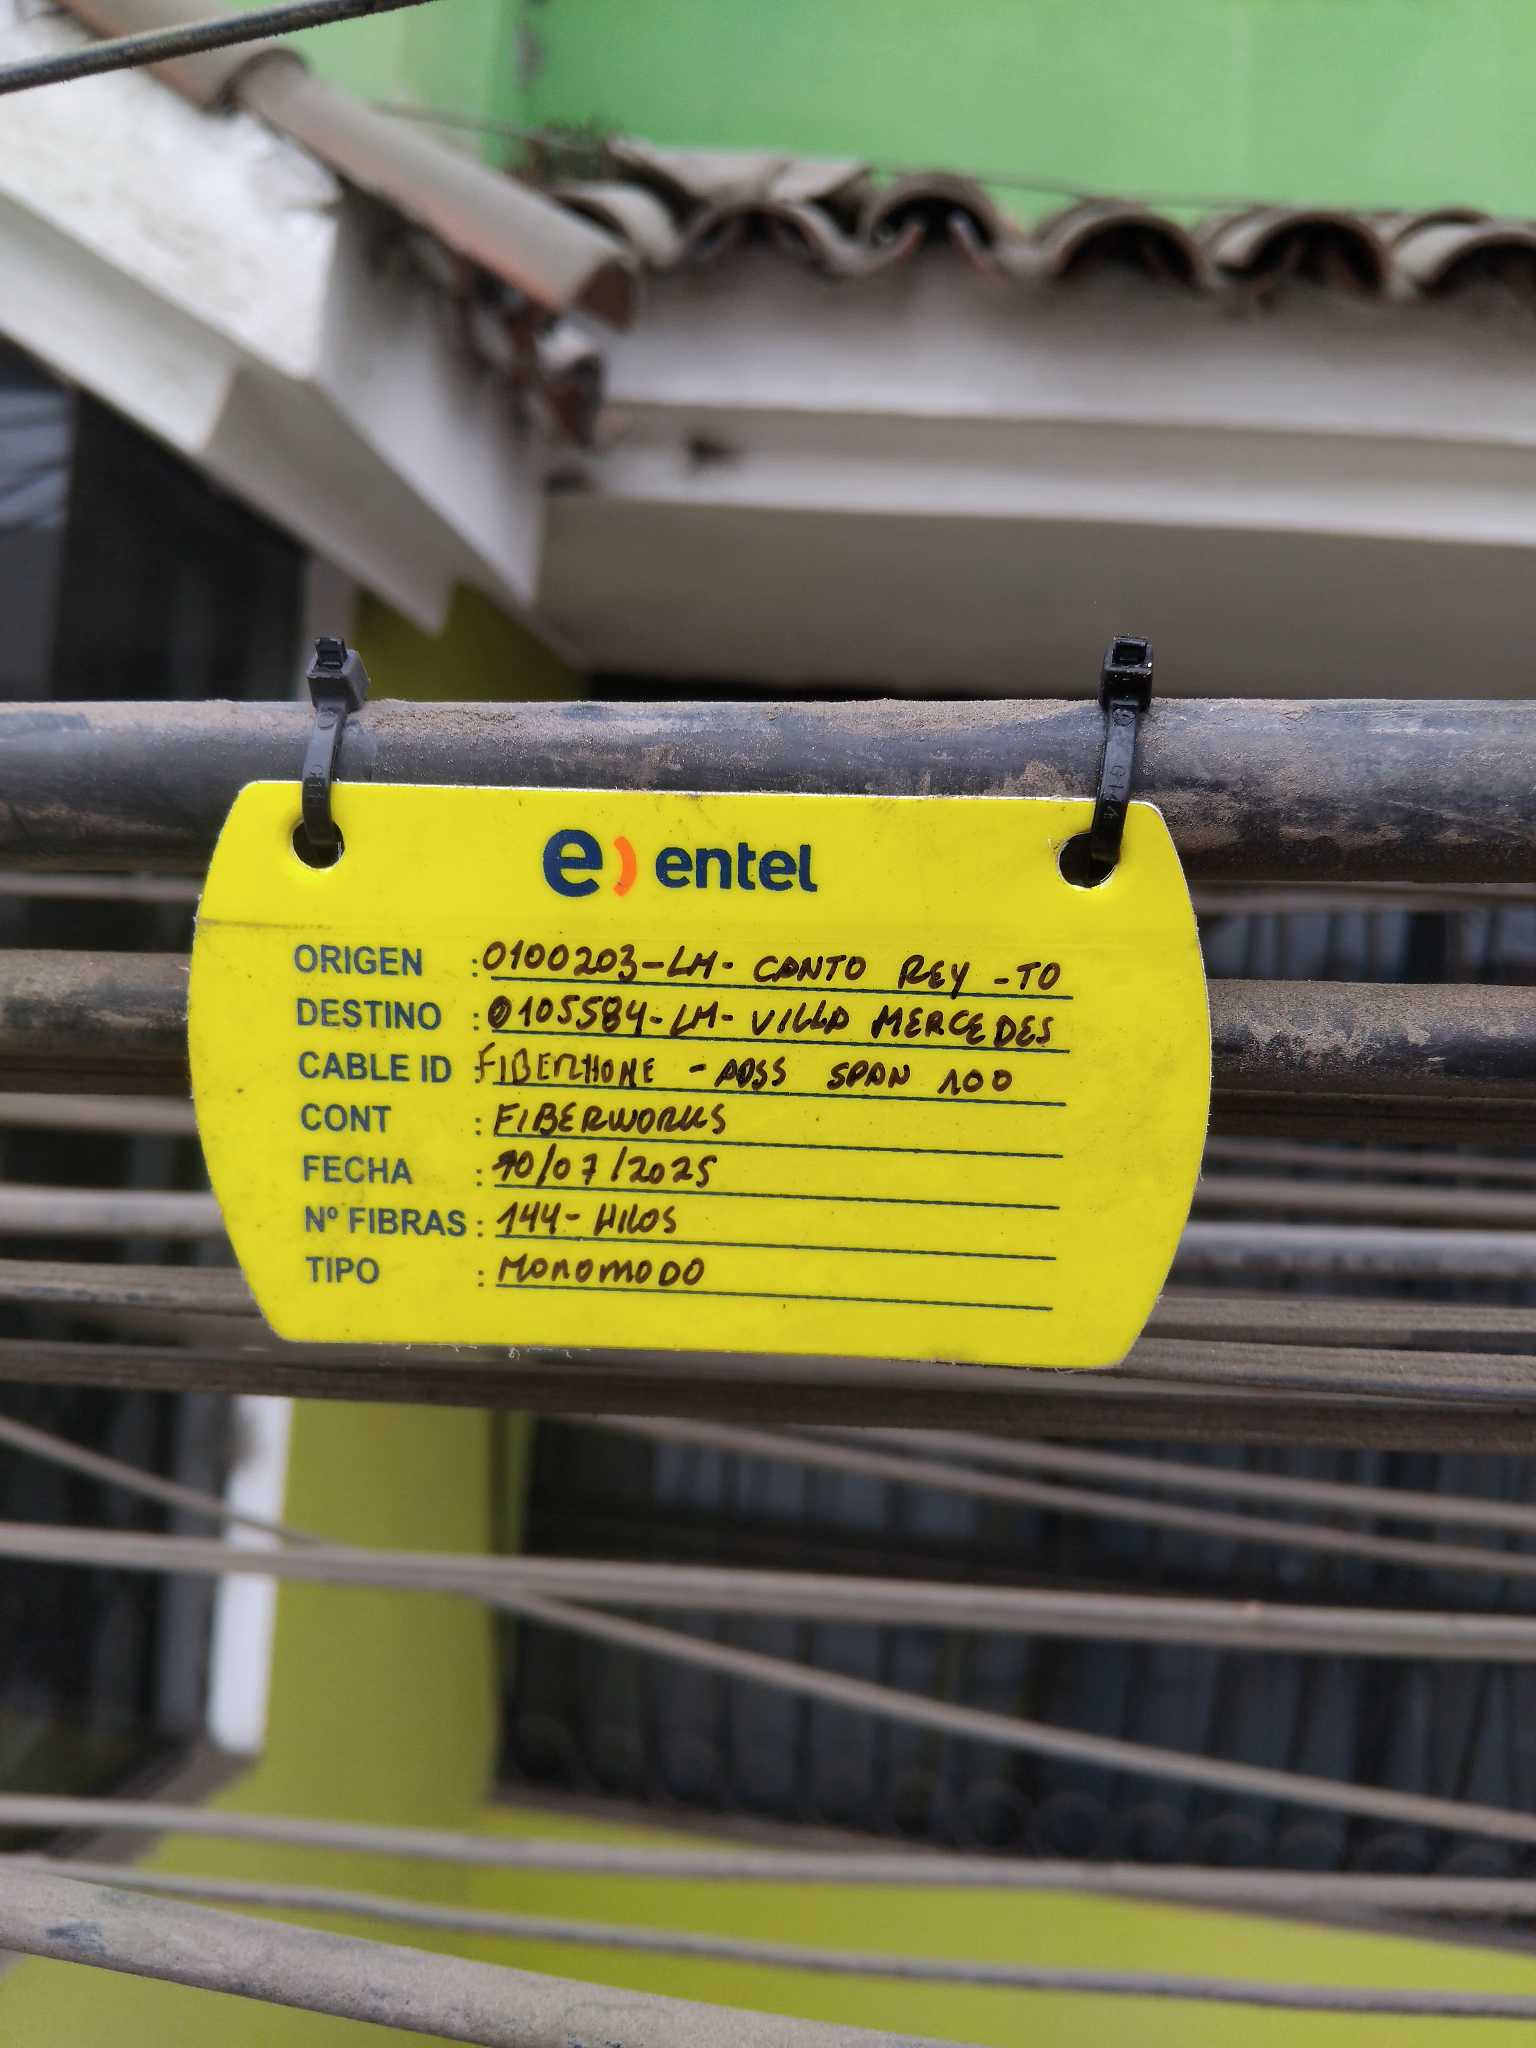 e) entel
ORIGEN : 0100203-LM- CANTO REY -TO
DESTINO : 0105584-LM- VILLA MERCEDES
CABLE ID FIBERHOME - ADSS SPAN 100
CONT : FIBERWORKS
FECHA : 10/07/2025
Nº FIBRAS : 144- HILOS
TIPO : MONOMODO